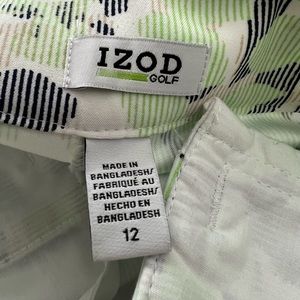 IZOD
GOLF
MADE IN
BANGLADESH/
FABRIQUÉ AU
BANGLADESH/
HECHO EN
BANGLADESH
12